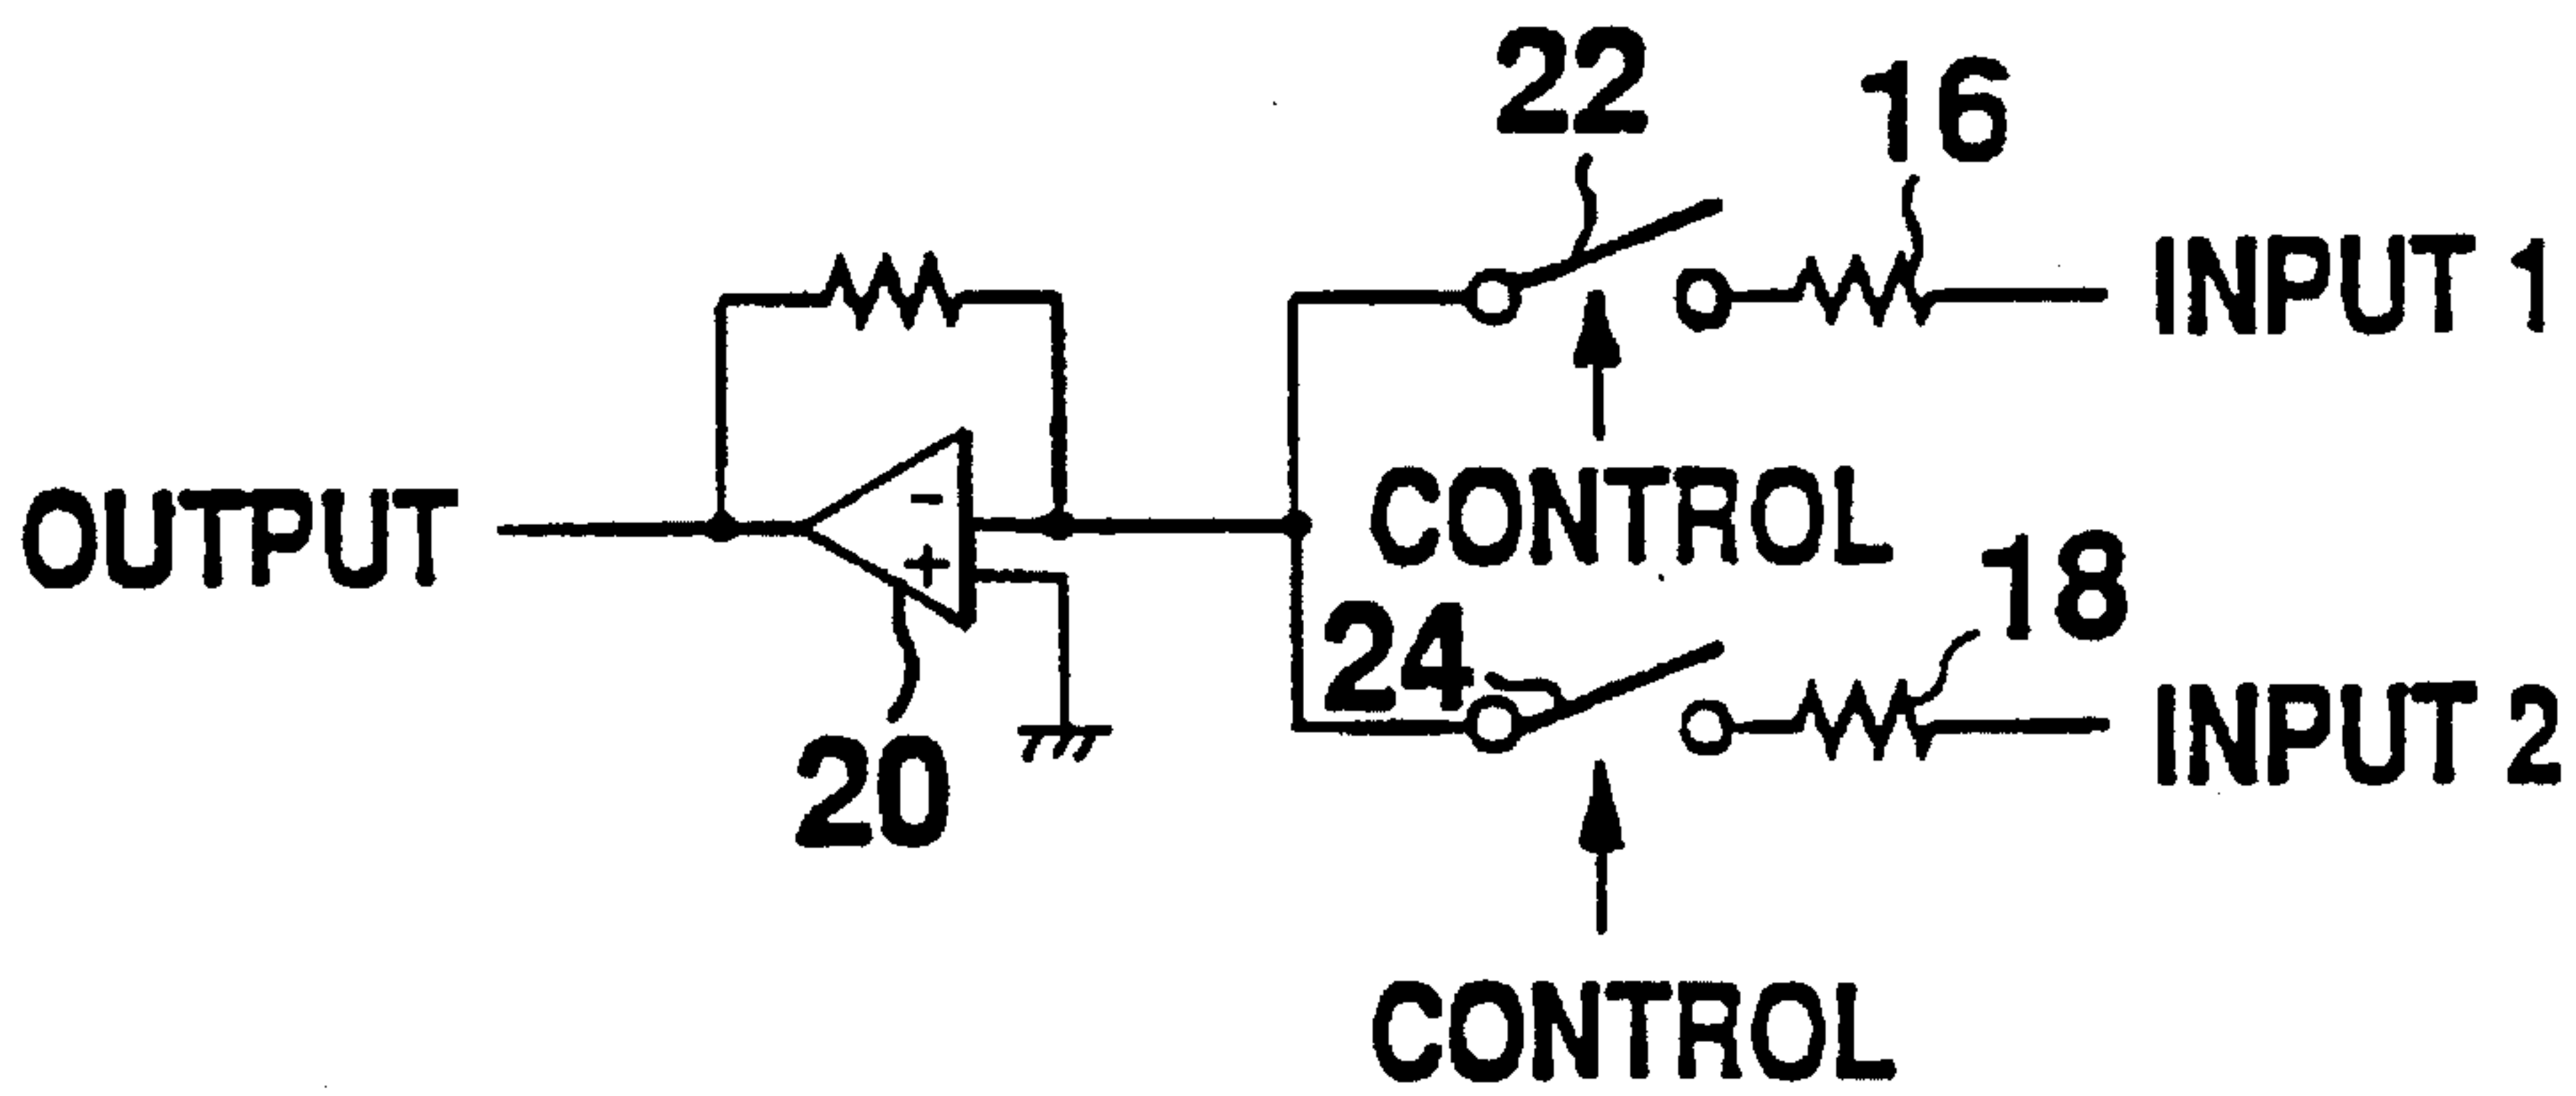 22
16
INPUT 1
-
OUTPUT
CONTROL
+
18
24
INPUT 2
20
CONTROL